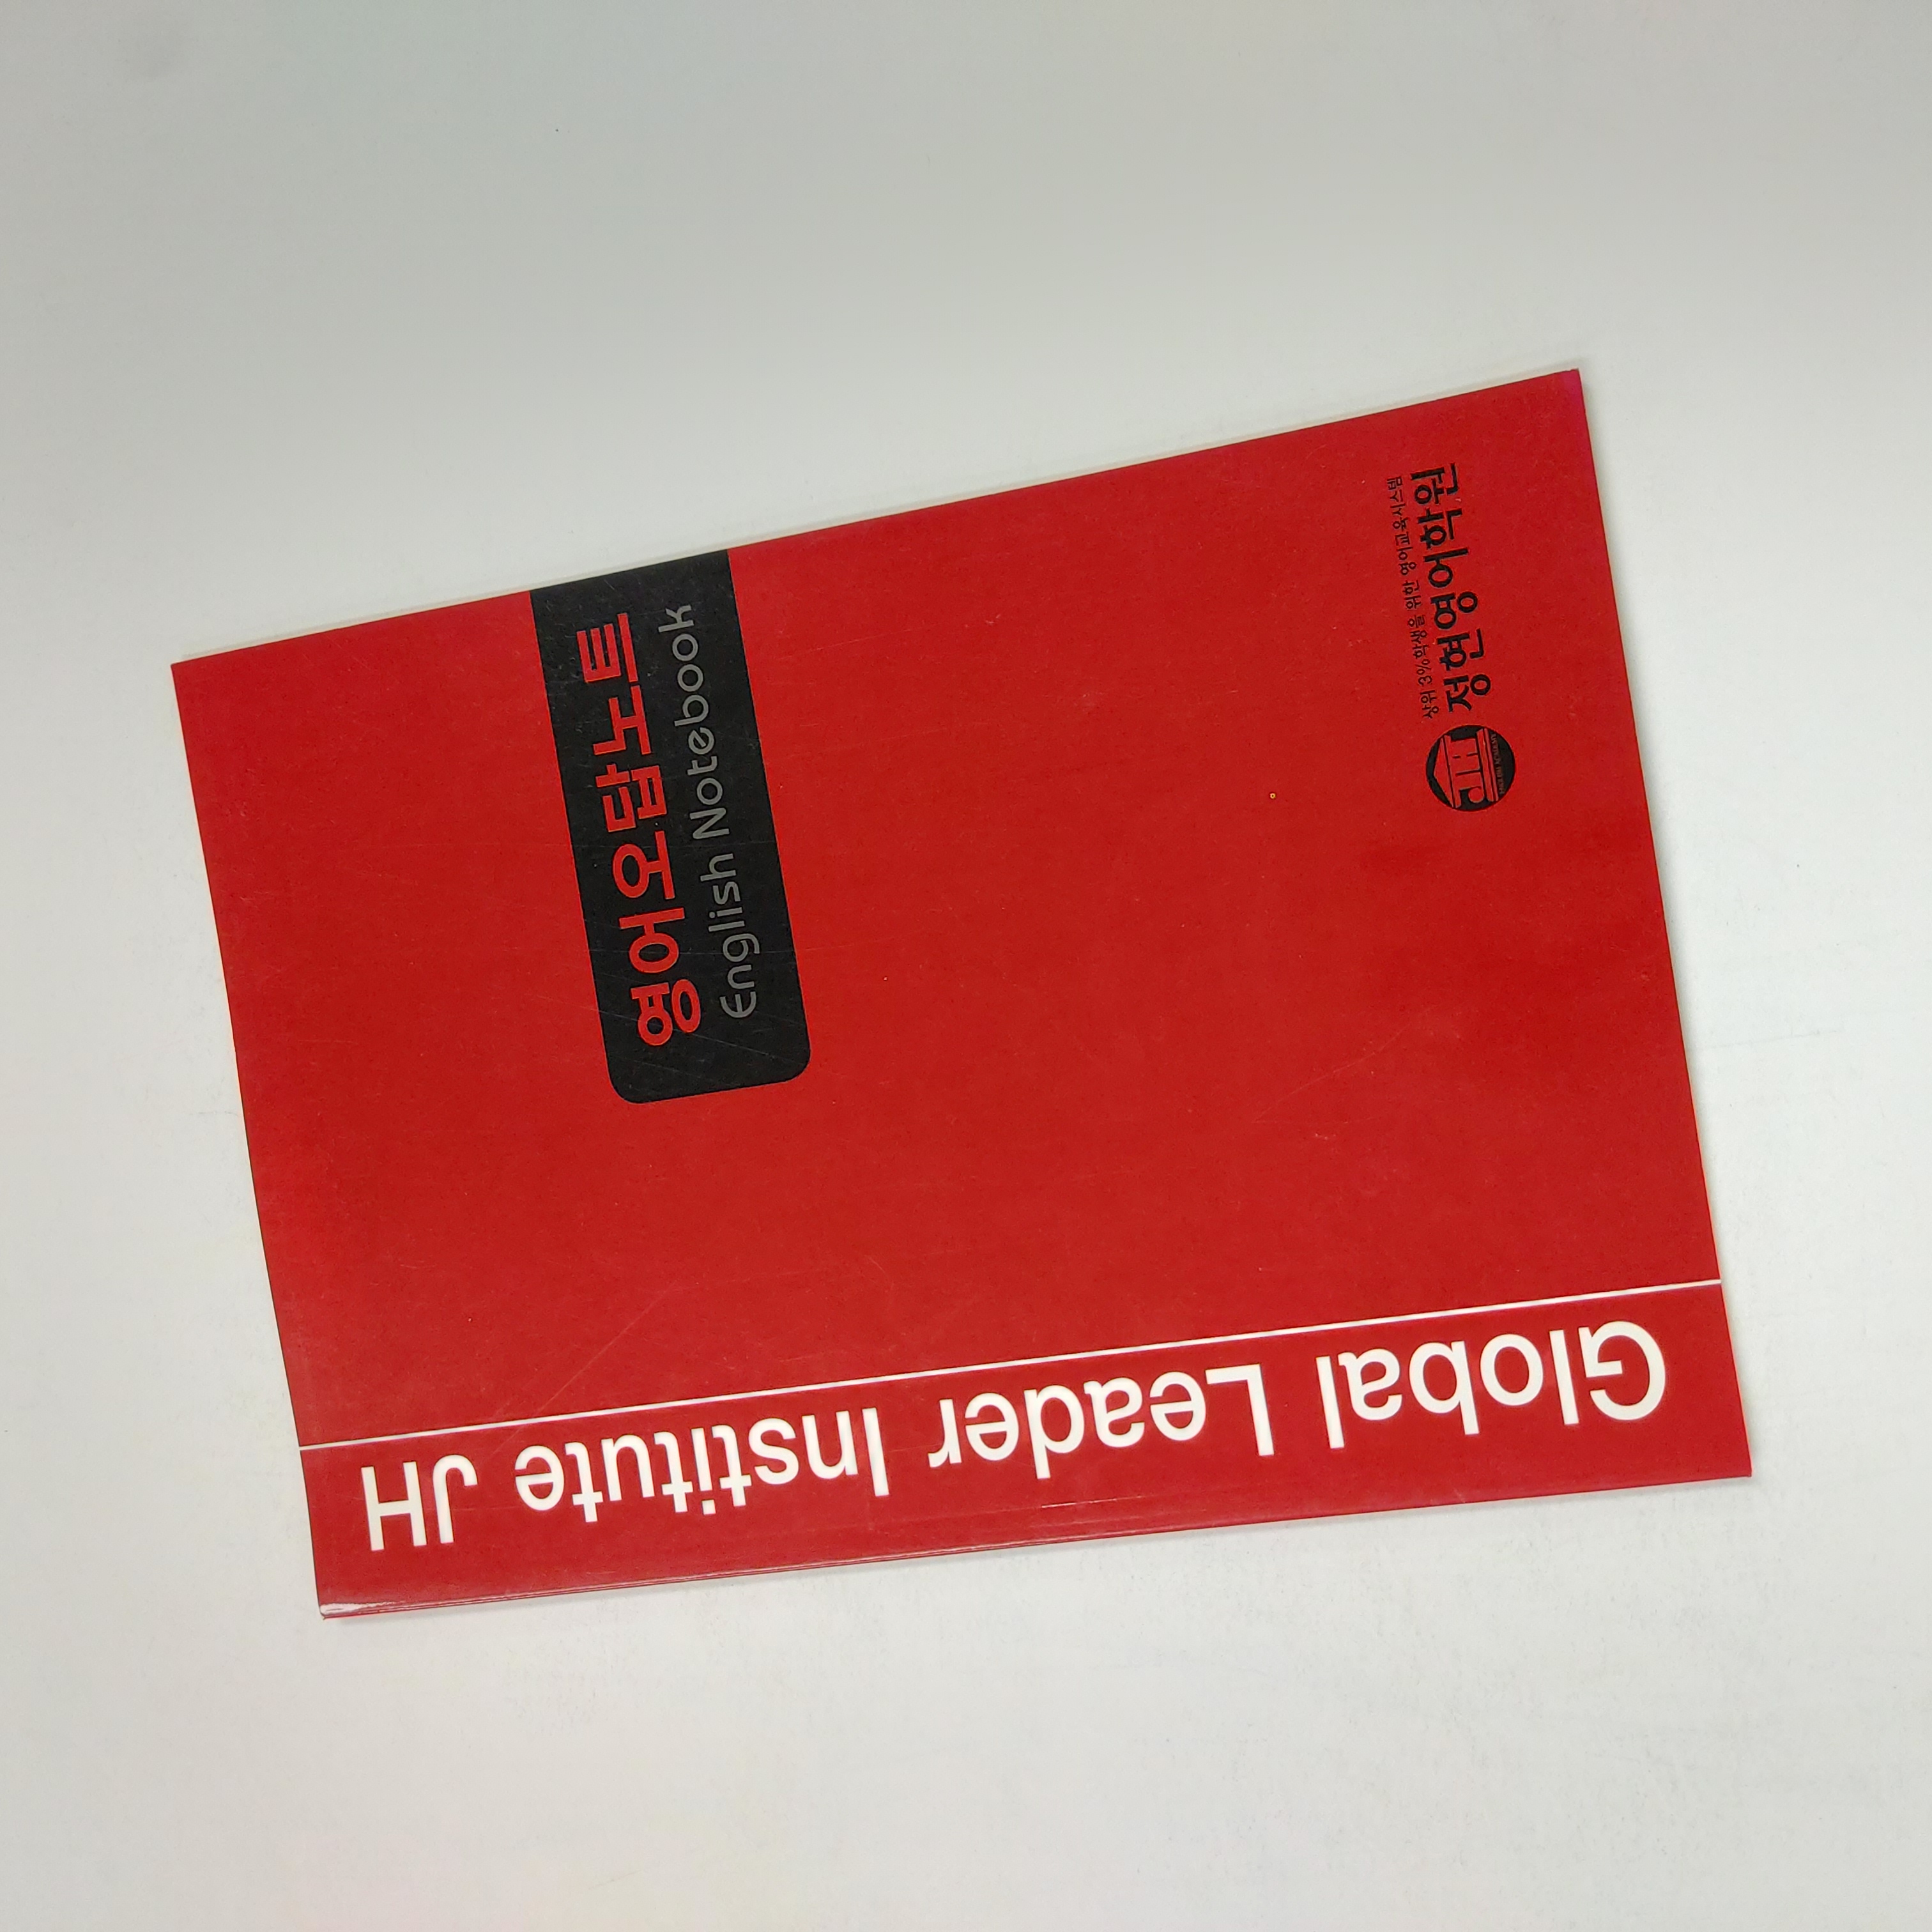 영어오답노트
English Notebook
상위 3% 학생을 위한 영어교육시스템
정현영어학원
JH
Global Leader Institute JH